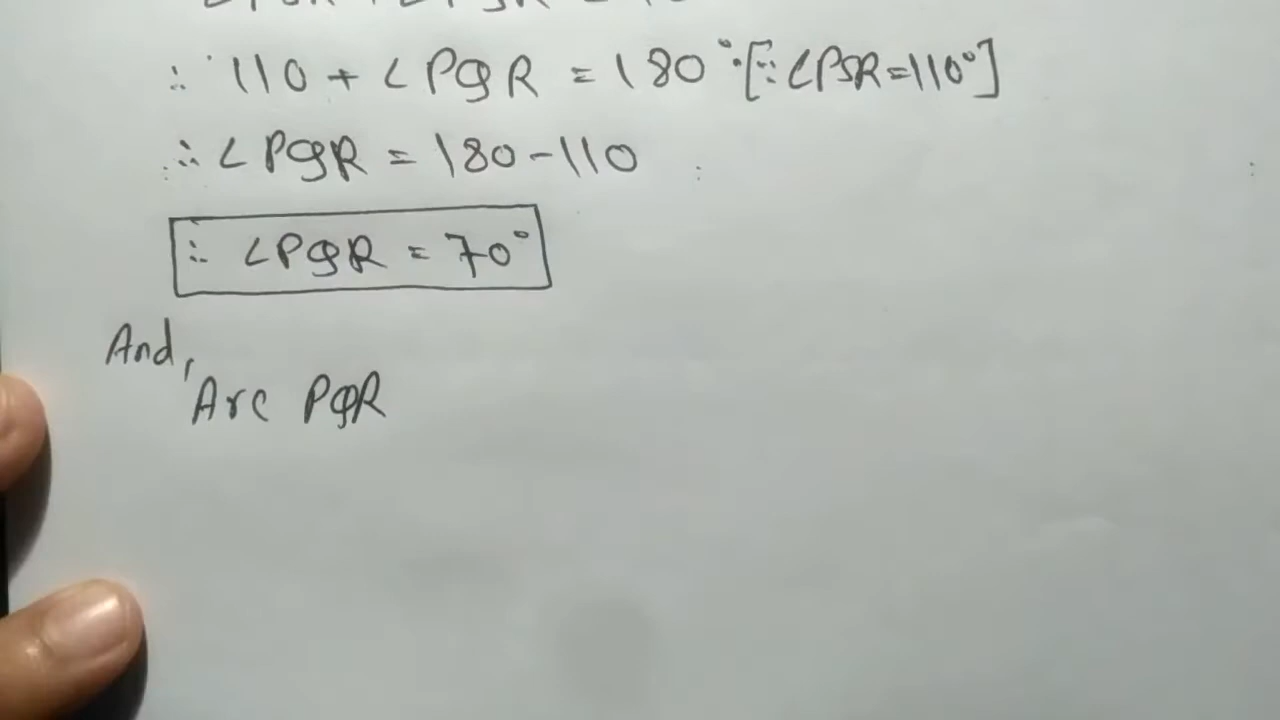 ∴ 110 + ∠PQR = 180° [∵ ∠PSR = 110°]
∴ ∠PQR = 180 - 110
∴ ∠PQR = 70°
And,
Arc PQR